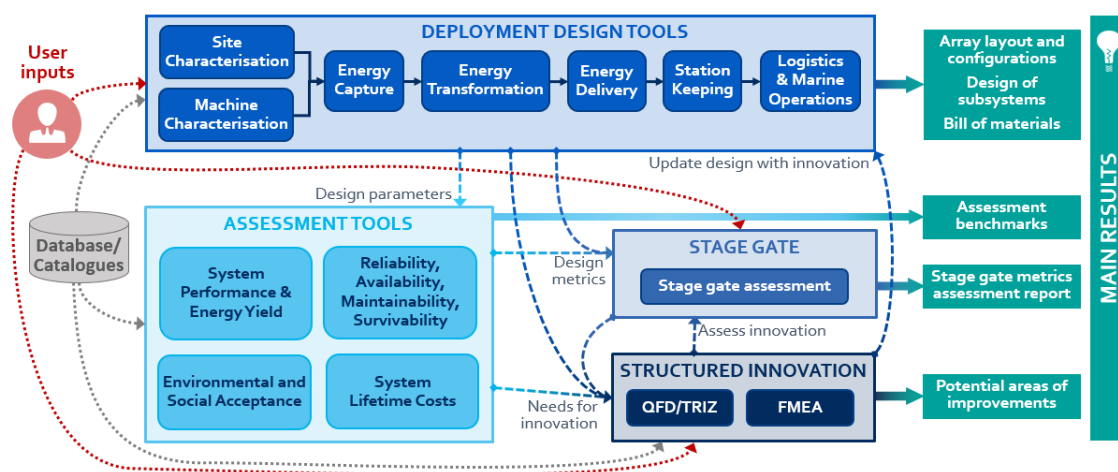 DEPLOYMENT DESIGN TOOLS
User
inputs
Site
Characterisation
Machine
Characterisation
Energy
Capture
Energy
Transformation
Energy
Delivery
Station
Keeping
Logistics
& Marine
Operations
Array layout and
configurations
Design of
subsystems
Bill of materials
MAIN RESULTS
Update design with innovation
Design parameters
Database/
Catalogues
ASSESSMENT TOOLS
System
Performance &
Energy Yield
Reliability,
Availability,
Maintainability,
Survivability
Environmental and
Social Acceptance
System
Lifetime Costs
Design
metrics
STAGE GATE
Stage gate assessment
Assessment
benchmarks
Stage gate metrics
assessment report
Assess innovation
Needs for
innovation
STRUCTURED INNOVATION
QFD/TRIZ
FMEA
Potential areas of
improvements